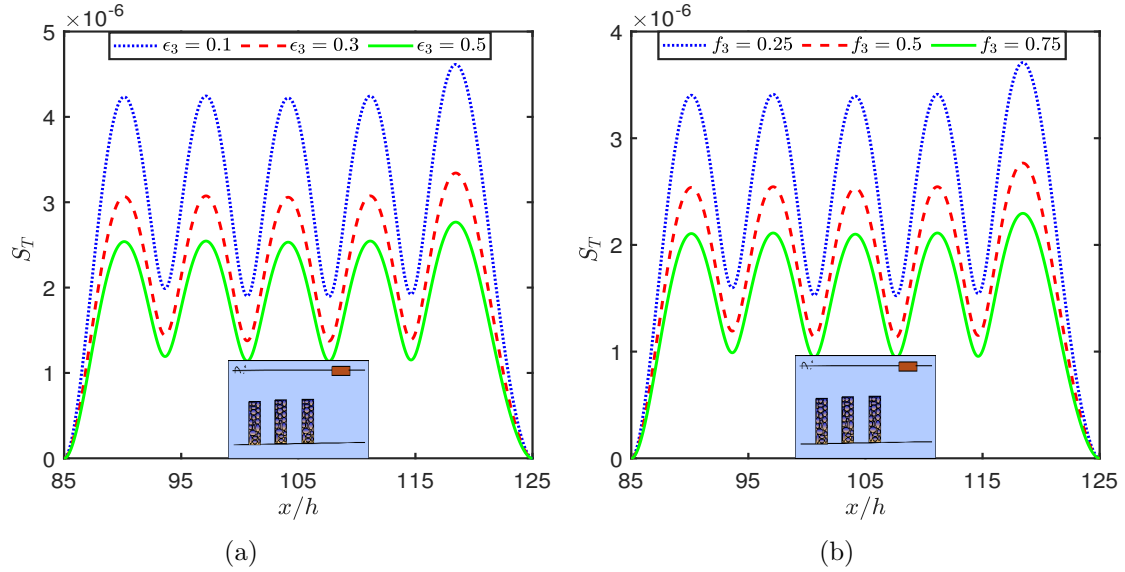 ×10⁻⁶
ϵ₃ = 0.1 ϵ₃ = 0.3 ϵ₃ = 0.5
5
4
3
2
1
0
S_T
85 95 105 115 125
x/h
(a)
×10⁻⁶
f₃ = 0.25 f₃ = 0.5 f₃ = 0.75
4
3
2
1
0
S_T
85 95 105 115 125
x/h
(b)